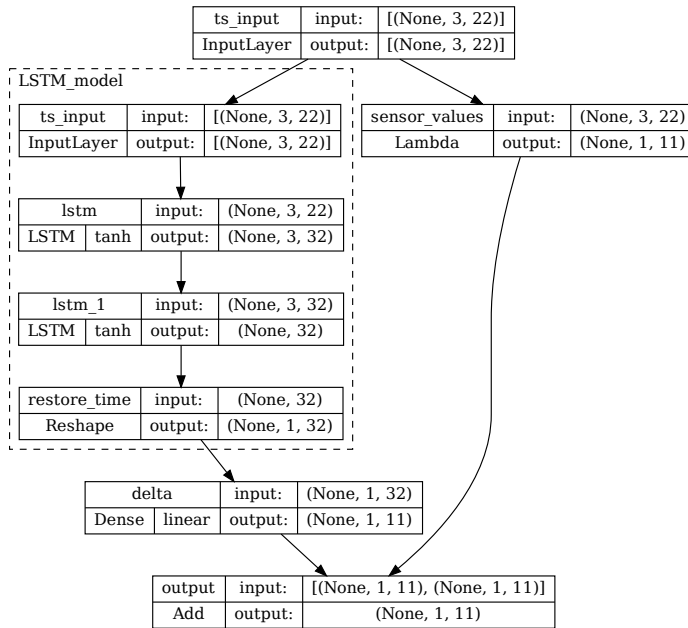 ts_input input: [(None, 3, 22)]
InputLayer output: [(None, 3, 22)]
LSTM_model
ts_input input: [(None, 3, 22)]
InputLayer output: [(None, 3, 22)]
sensor_values input: (None, 3, 22)
Lambda output: (None, 1, 11)
lstm input: (None, 3, 22)
LSTM tanh output: (None, 3, 32)
lstm_1 input: (None, 3, 32)
LSTM tanh output: (None, 32)
restore_time input: (None, 32)
Reshape output: (None, 1, 32)
delta input: (None, 1, 32)
Dense linear output: (None, 1, 11)
output input: [(None, 1, 11), (None, 1, 11)]
Add output: (None, 1, 11)